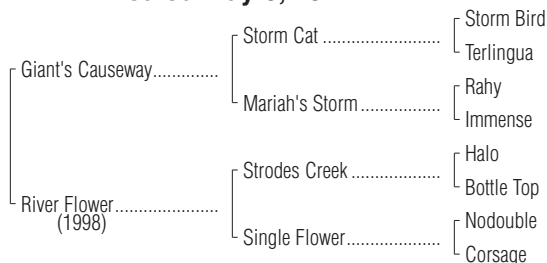 Storm Bird
Storm Cat ........................
Terlingua
Giant's Causeway.............
Rahy
Mariah's Storm .................
Immense
Halo
Strodes Creek ...................
Bottle Top
River Flower.....................
(1998)
Nodouble
Single Flower....................
Corsage